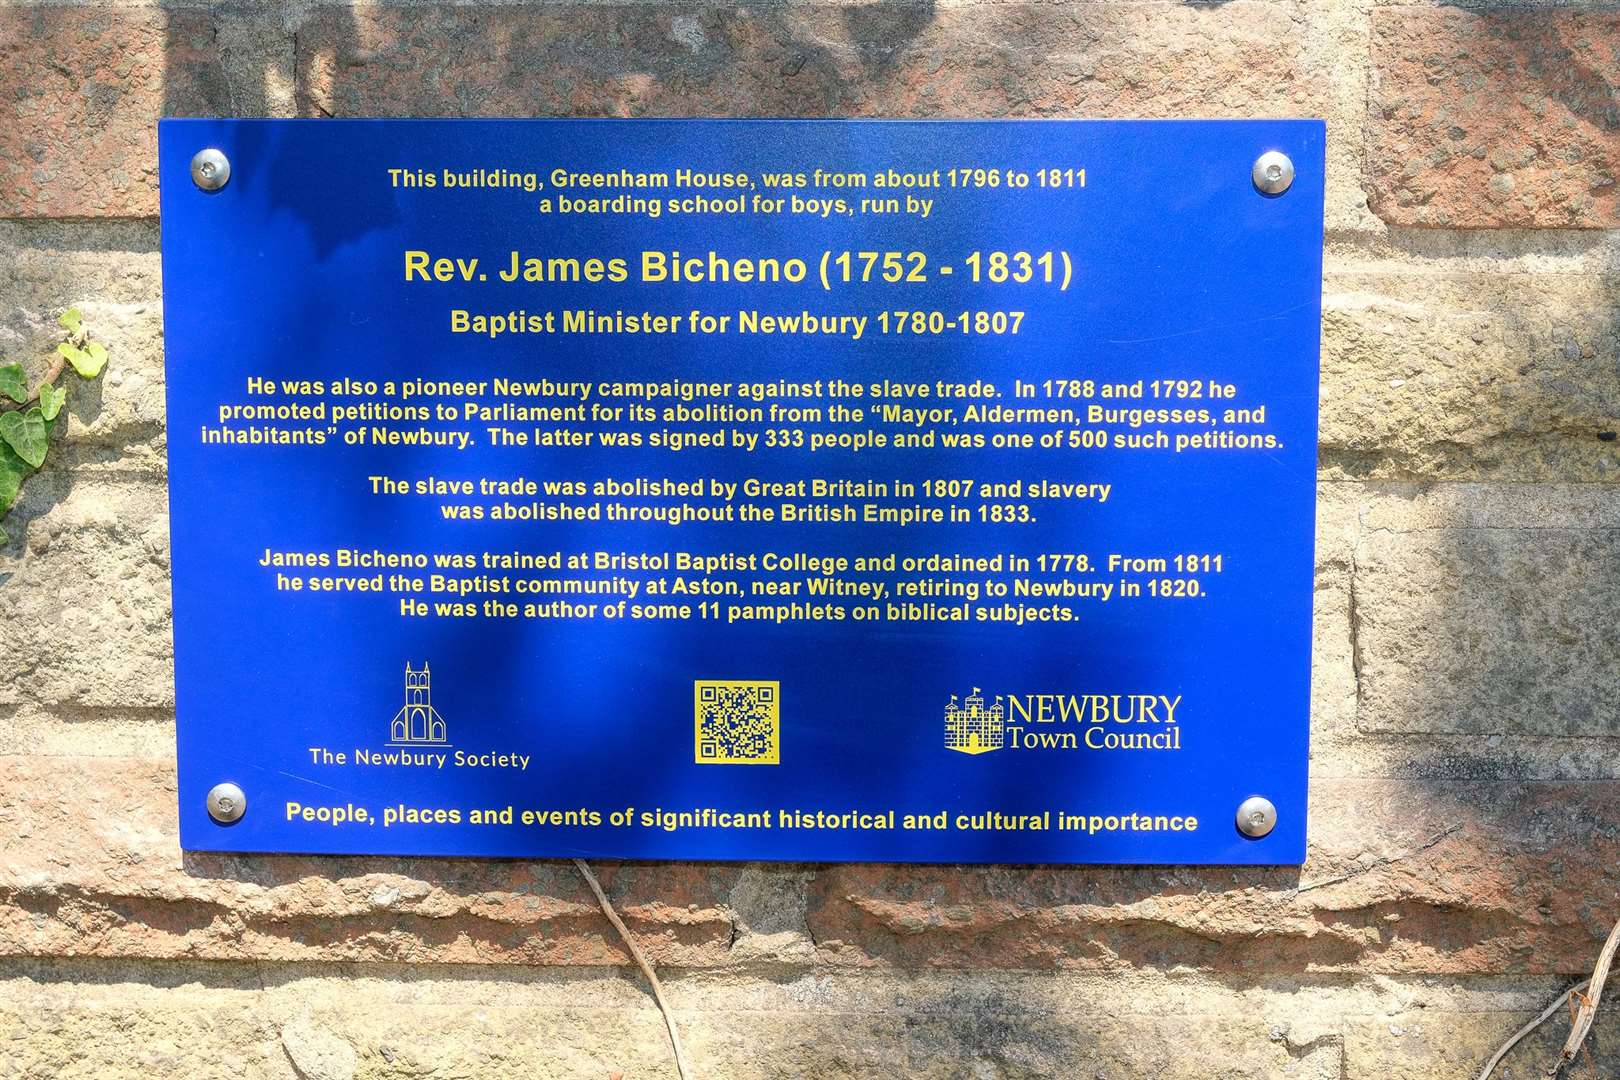 This building, Greenham House, was from about 1796 to 1811
a boarding school for boys, run by
Rev. James Bicheno (1752 - 1831)
Baptist Minister for Newbury 1780-1807
He was also a pioneer Newbury campaigner against the slave trade.  In 1788 and 1792 he
promoted petitions to Parliament for its abolition from the “Mayor, Aldermen, Burgesses, and
inhabitants” of Newbury.  The latter was signed by 333 people and was one of 500 such petitions.
The slave trade was abolished by Great Britain in 1807 and slavery
was abolished throughout the British Empire in 1833.
James Bicheno was trained at Bristol Baptist College and ordained in 1778.  From 1811
he served the Baptist community at Aston, near Witney, retiring to Newbury in 1820.
He was the author of some 11 pamphlets on biblical subjects.
The Newbury Society
NEWBURY
Town Council
People, places and events of significant historical and cultural importance